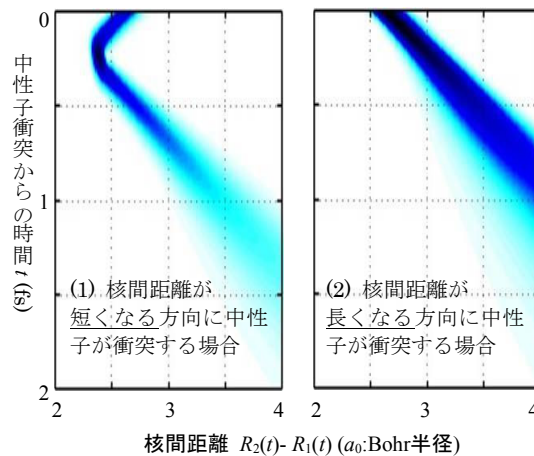 中性子衝突からの時間 t (fs)
0
1
2
(1) 核間距離が
短くなる方向に中性
子が衝突する場合
(2) 核間距離が
長くなる方向に中性
子が衝突する場合
2
3
4
2
3
4
核間距離 R2(t)- R1(t) (a0:Bohr半径)